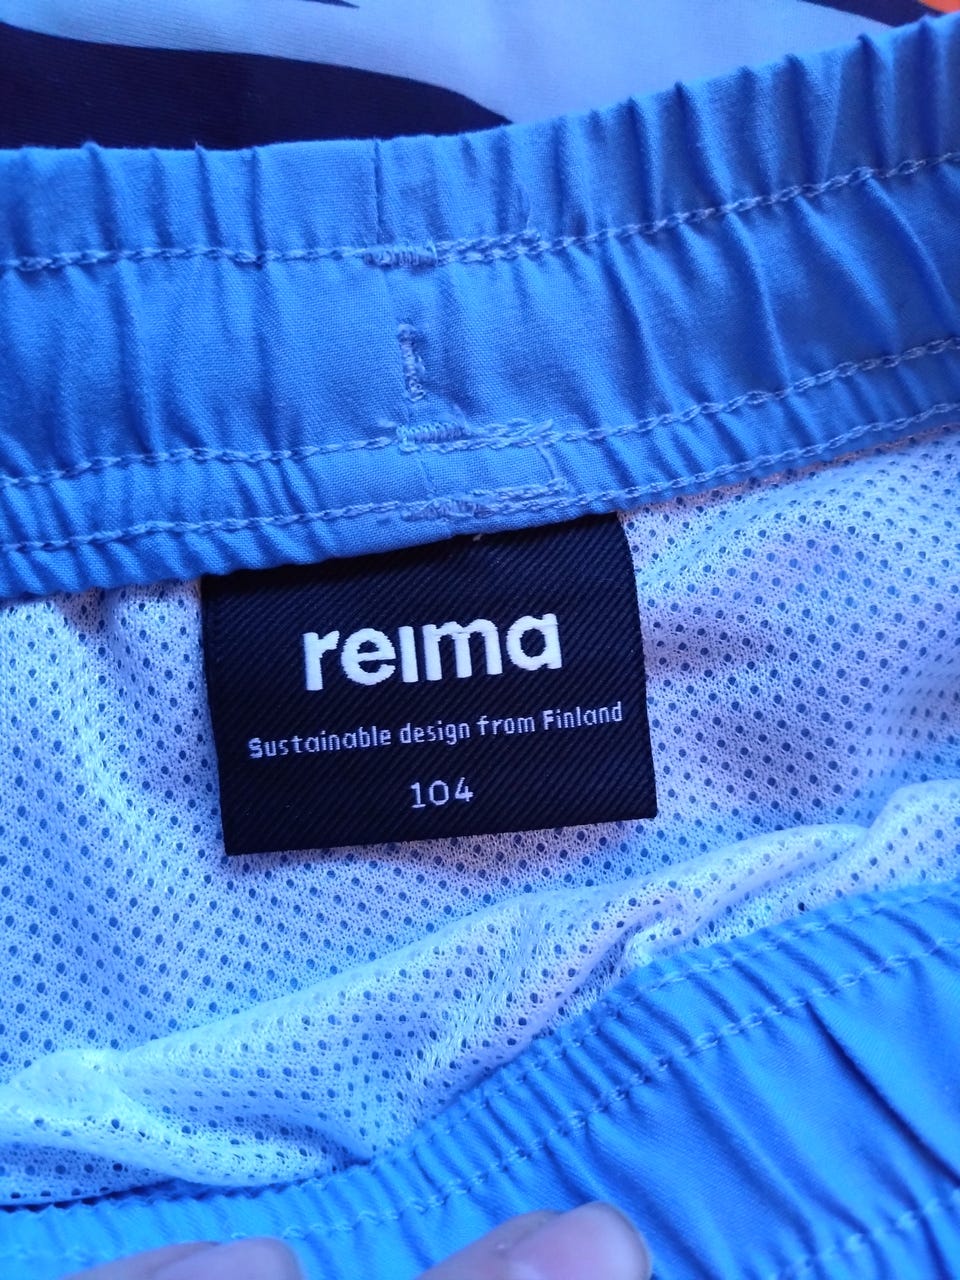 reima
Sustainable design from Finland
104